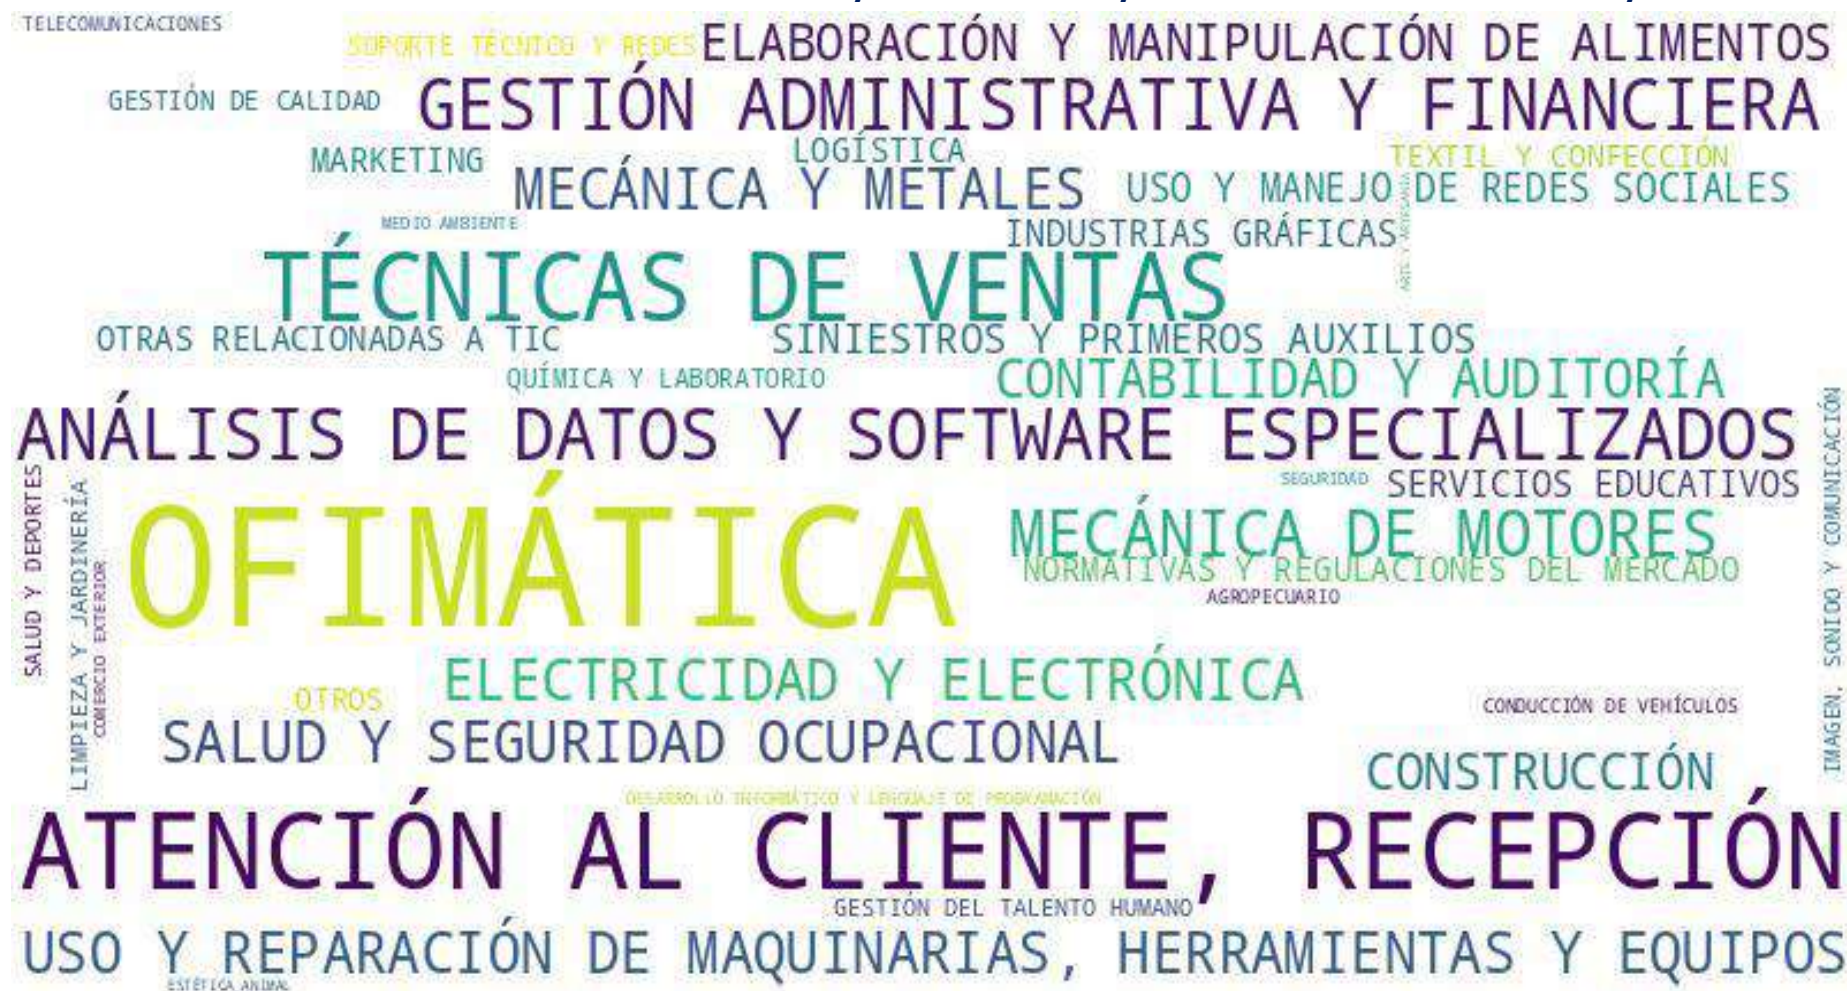 TELECOMUNICACIONES
SOPORTE TÉCNICO Y REDES
ELABORACIÓN Y MANIPULACIÓN DE ALIMENTOS
GESTIÓN DE CALIDAD
GESTIÓN ADMINISTRATIVA Y FINANCIERA
MARKETING
LOGÍSTICA
TEXTIL Y CONFECCIÓN
MECÁNICA Y METALES
USO Y MANEJO DE REDES SOCIALES
MEDIO AMBIENTE
INDUSTRIAS GRÁFICAS
ARTE Y ARTESANÍA
TÉCNICAS DE VENTAS
OTRAS RELACIONADAS A TIC
SINIESTROS Y PRIMEROS AUXILIOS
QUÍMICA Y LABORATORIO
CONTABILIDAD Y AUDITORÍA
ANÁLISIS DE DATOS Y SOFTWARE ESPECIALIZADOS
SEGURIDAD
SERVICIOS EDUCATIVOS
SALUD Y DEPORTES
LIMPIEZA Y JARDINERÍA
COMERCIO EXTERIOR
OFIMÁTICA
MECÁNICA DE MOTORES
NORMATIVAS Y REGULACIONES DEL MERCADO
AGROPECUARIO
IMAGEN, SONIDO Y COMUNICACIÓN
ELECTRICIDAD Y ELECTRÓNICA
OTROS
CONDUCCIÓN DE VEHÍCULOS
SALUD Y SEGURIDAD OCUPACIONAL
CONSTRUCCIÓN
DESARROLLO INFORMÁTICO Y LENGUAJE DE PROGRAMACIÓN
ATENCIÓN AL CLIENTE, RECEPCIÓN
GESTIÓN DEL TALENTO HUMANO
USO Y REPARACIÓN DE MAQUINARIAS, HERRAMIENTAS Y EQUIPOS
ESTÉTICA ANIMAL